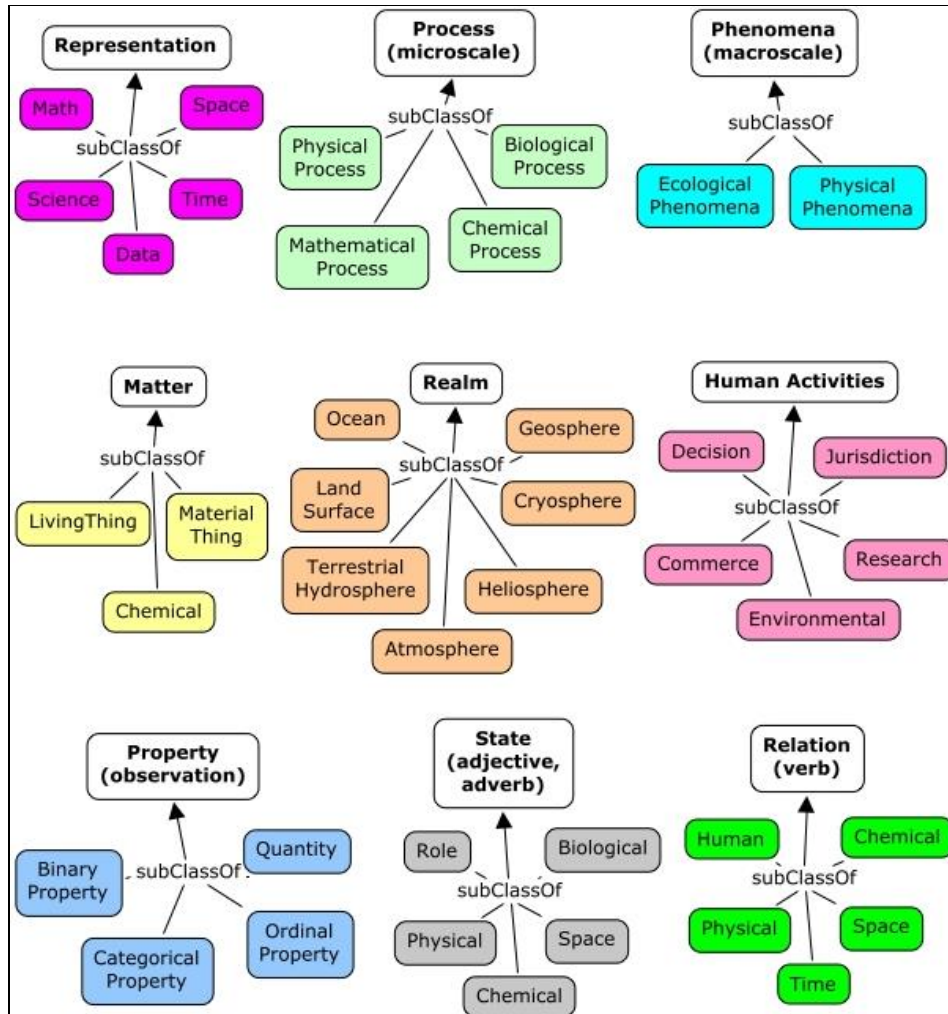 Representation
Math
Space
subClassOf
Science
Time
Data
Process
(microscale)
subClassOf
Physical
Process
Biological
Process
Mathematical
Process
Chemical
Process
Phenomena
(macroscale)
subClassOf
Ecological
Phenomena
Physical
Phenomena
Matter
subClassOf
LivingThing
Material
Thing
Chemical
Realm
Ocean
Geosphere
subClassOf
Land
Surface
Cryosphere
Terrestrial
Hydrosphere
Heliosphere
Atmosphere
Human Activities
Decision
Jurisdiction
subClassOf
Commerce
Research
Environmental
Property
(observation)
Quantity
Binary
Property
subClassOf
Categorical
Property
Ordinal
Property
State
(adjective,
adverb)
Role
Biological
subClassOf
Physical
Space
Chemical
Relation
(verb)
Human
Chemical
subClassOf
Physical
Space
Time